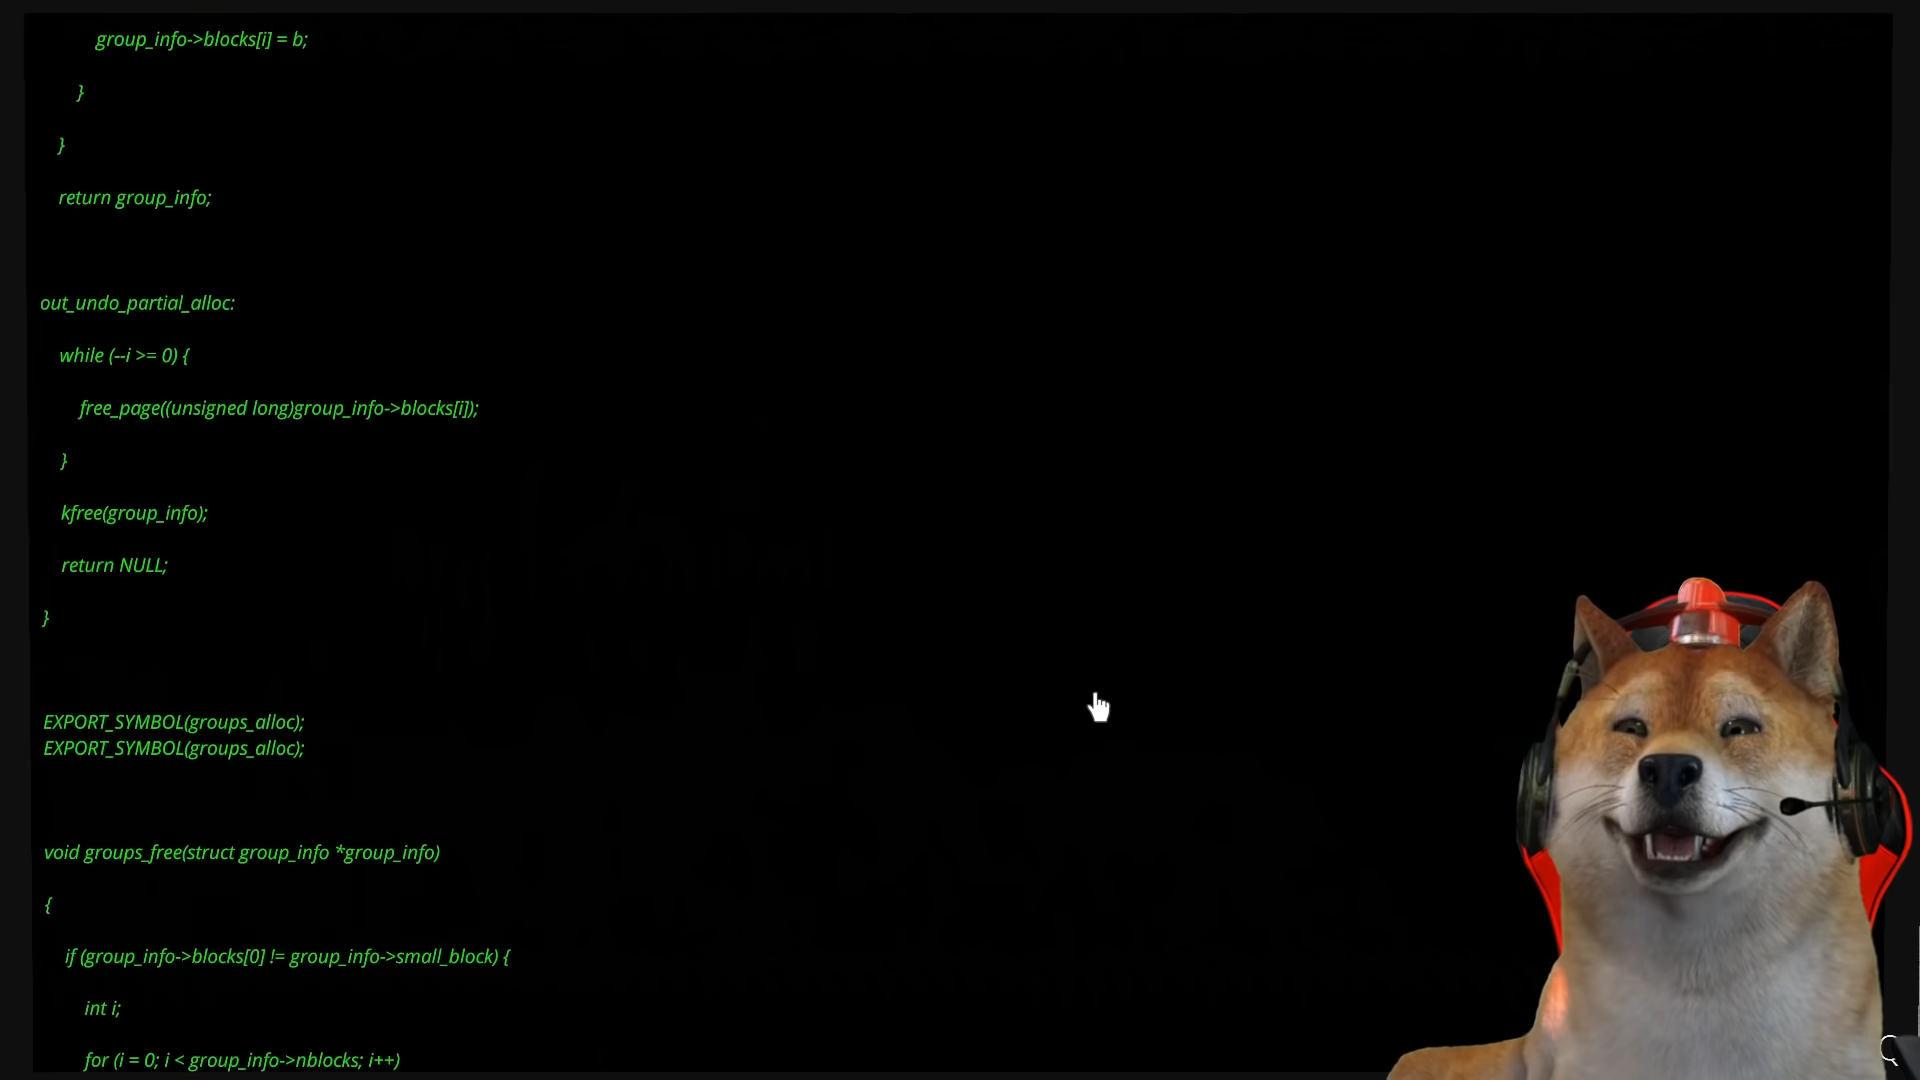 group_info->blocks[i] = b;
}
}
return group_info;
out_undo_partial_alloc:
while (--i >= 0) {
free_page((unsigned long)group_info->blocks[i]);
}
kfree(group_info);
return NULL;
}
EXPORT_SYMBOL(groups_alloc);
EXPORT_SYMBOL(groups_alloc);
void groups_free(struct group_info *group_info)
{
if (group_info->blocks[0] != group_info->small_block) {
int i;
for (i = 0; i < group_info->nblocks; i++)